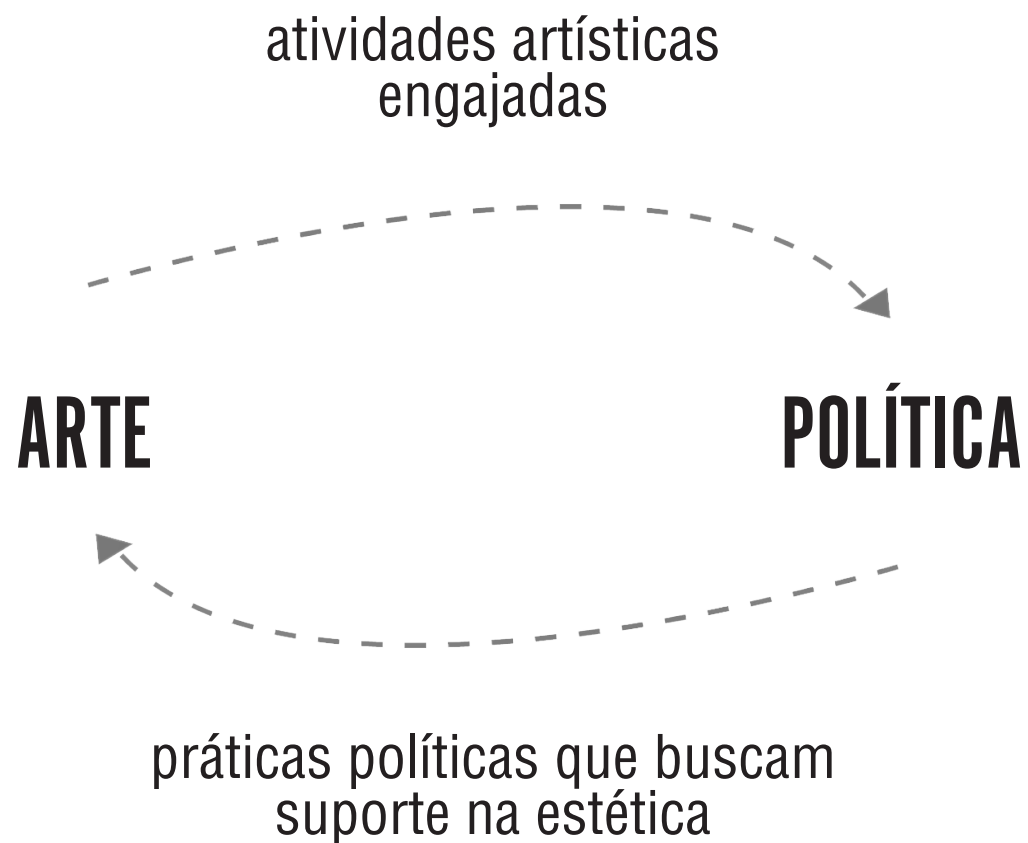 atividades artísticas
engajadas
ARTE
POLÍTICA
práticas políticas que buscam
suporte na estética